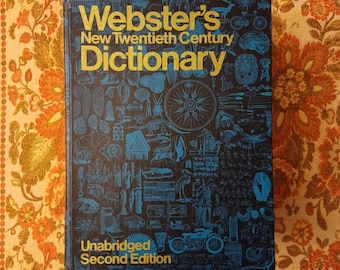 Webster's
New Twentieth Century
Dictionary
Unabridged
Second Edition